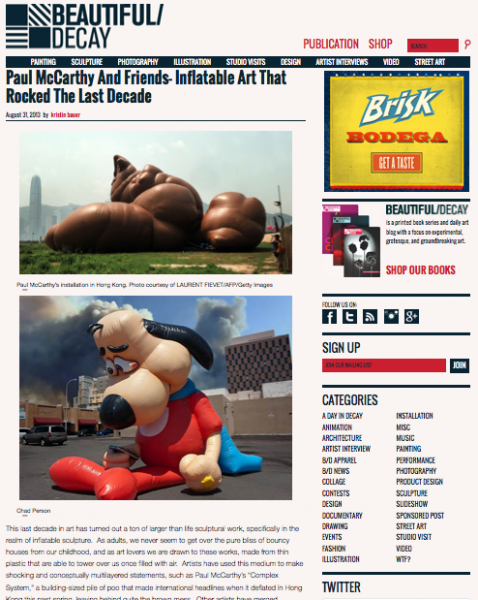 BEAUTIFUL/
DECAY
PUBLICATION SHOP
SEARCH
PAINTING SCULPTURE PHOTOGRAPHY ILLUSTRATION STUDIO VISITS DESIGN ARTIST INTERVIEWS VIDEO STREET ART
Paul McCarthy And Friends- Inflatable Art That
Rocked The Last Decade
August 31, 2013 by kristin bauer
Paul McCarthy's installation in Hong Kong. Photo courtesy of LAURENT FIEVET/AFP/Getty Images
Chad Person
This last decade in art has turned out a ton of larger than life sculptural work, specifically in the
realm of inflatable sculpture. As adults, we never seem to get over the pure bliss of bouncy
houses from our childhood, and as art lovers we are drawn to these works, made from thin
plastic that are able to tower over us once filled with air. Artists have used this medium to make
shocking and conceptually multilayered statements, such as Paul McCarthy's "Complex
System," a building-sized pile of poo that made international headlines when it deflated in Hong
Kong this past spring, leaving behind quite the brown mess. Other artists have merged
Brisk
BODEGA
GET A TASTE
BEAUTIFUL/DECAY
is a printed book series and daily art
blog with a focus on experimental,
grotesque, and groundbreaking art.
SHOP OUR BOOKS
FOLLOW US ON:
SIGN UP
JOIN OUR MAILING LIST
JOIN
CATEGORIES
A DAY IN DECAY
ANIMATION
ARCHITECTURE
ARTIST INTERVIEW
B/D APPAREL
B/D NEWS
COLLAGE
CONTESTS
DESIGN
DOCUMENTARY
DRAWING
EVENTS
FASHION
ILLUSTRATION
INSTALLATION
MISC
MUSIC
PAINTING
PERFORMANCE
PHOTOGRAPHY
PRODUCT DESIGN
SCULPTURE
SLIDESHOW
SPONSORED POST
STREET ART
STUDIO VISIT
VIDEO
WTF?
TWITTER